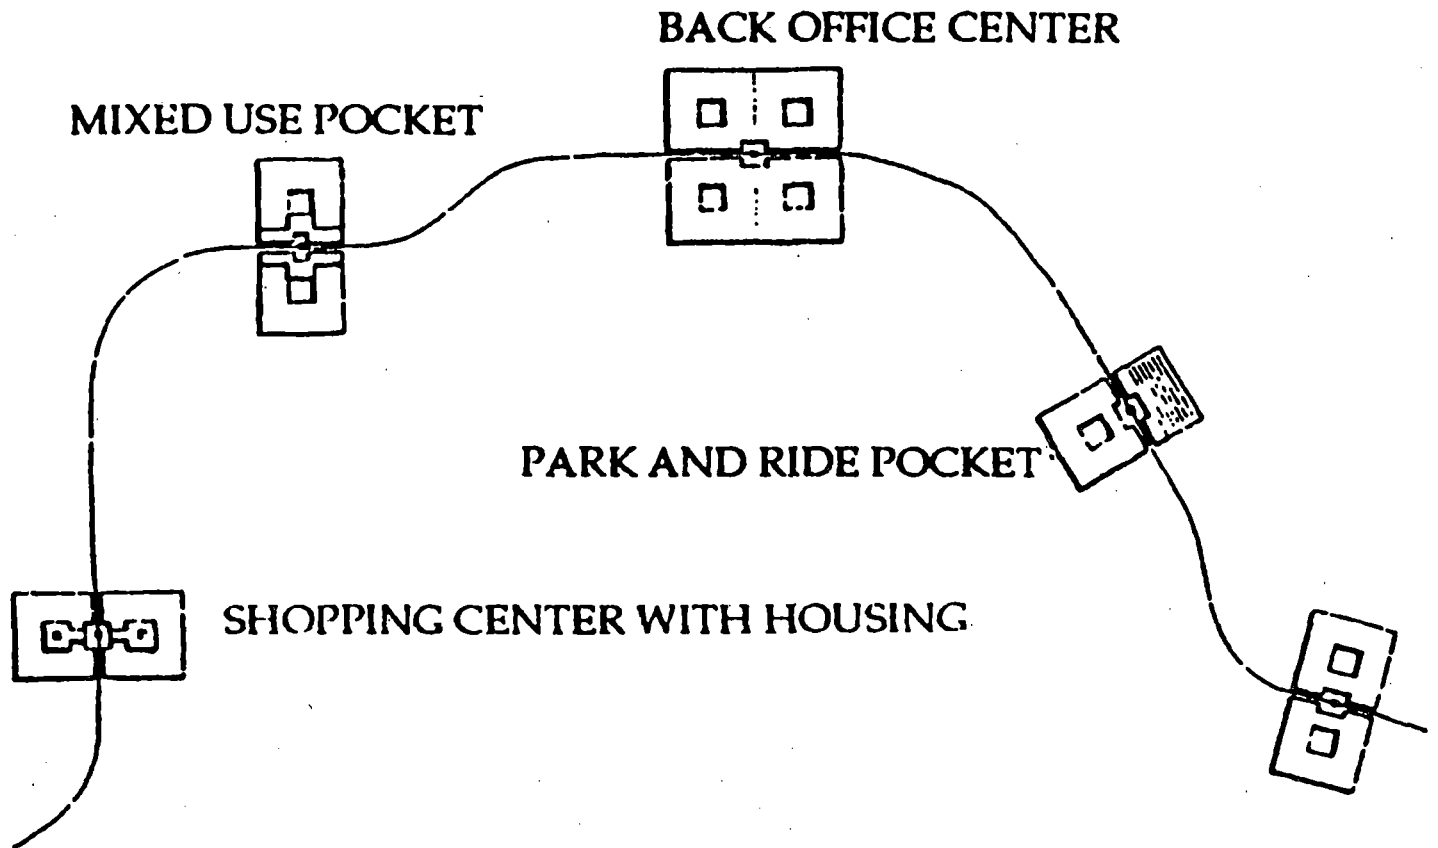 BACK OFFICE CENTER
MIXED USE POCKET
PARK AND RIDE POCKET
SHOPPING CENTER WITH HOUSING